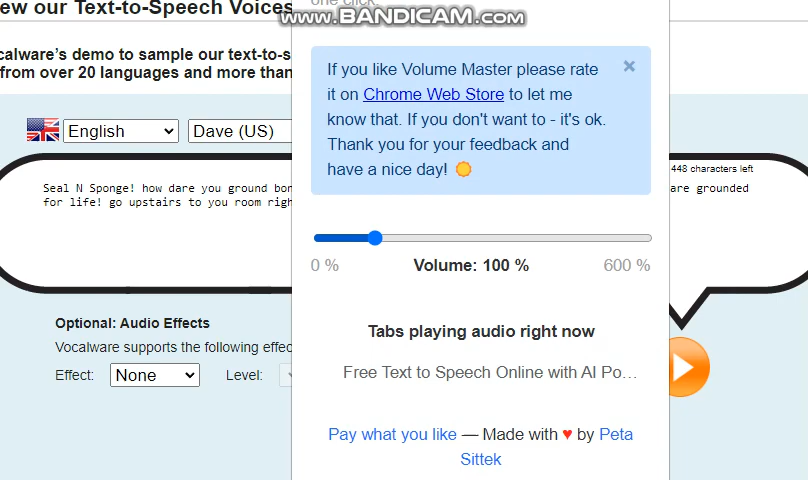 ew our Text-to-Speech Voices
one click.
www.BANDICAM.com
ocalware's demo to sample our text-to-s
from over 20 languages and more than
If you like Volume Master please rate
it on Chrome Web Store to let me
know that. If you don't want to - it's ok.
Thank you for your feedback and
have a nice day!
×
English
Dave (US)
448 characters left
Seal N Sponge! how dare you ground bon
are grounded
for life! go upstairs to you room righ
0 %
Volume: 100 %
600 %
Optional: Audio Effects
Vocalware supports the following effec
Effect:
None
Level:
Tabs playing audio right now
Free Text to Speech Online with AI Po...
Pay what you like — Made with ♥ by Peta
Sittek